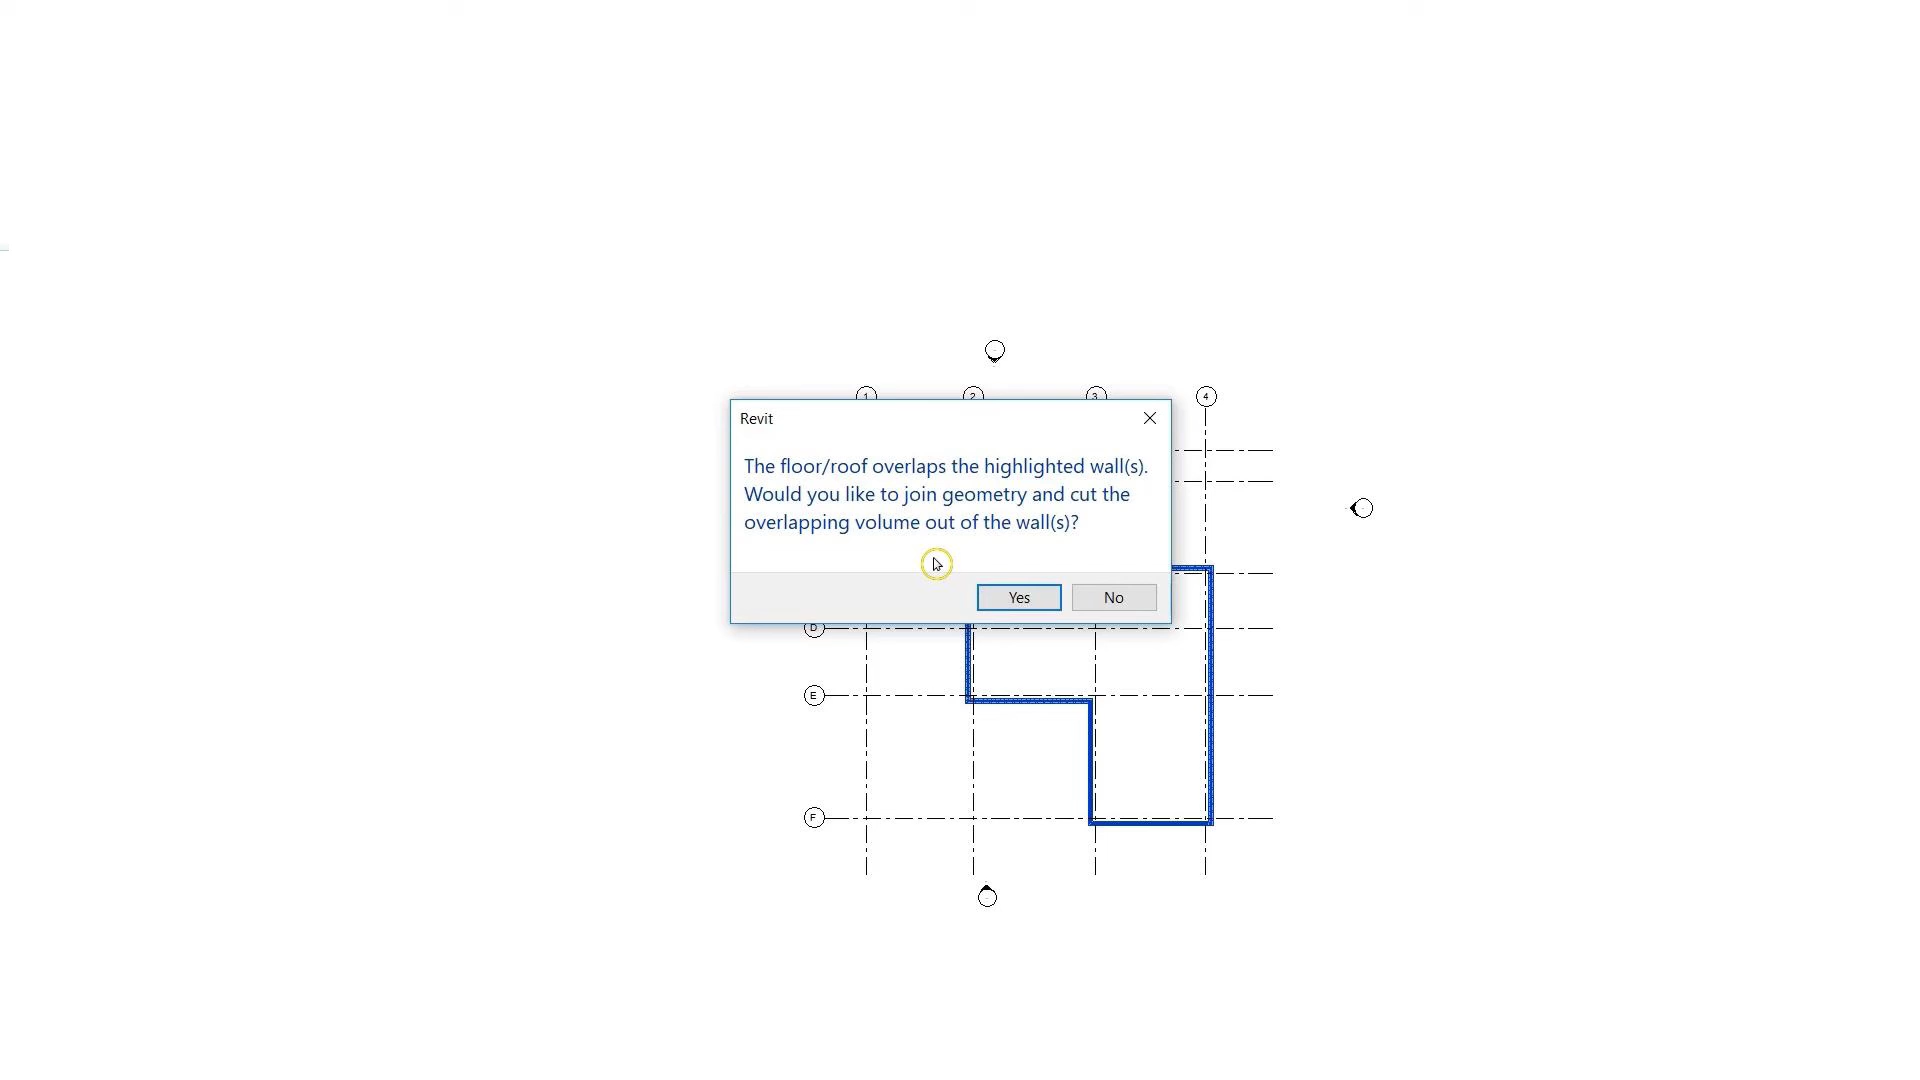 1 2 3 4
Revit
The floor/roof overlaps the highlighted wall(s).
Would you like to join geometry and cut the
overlapping volume out of the wall(s)?
Yes No
D
E
F